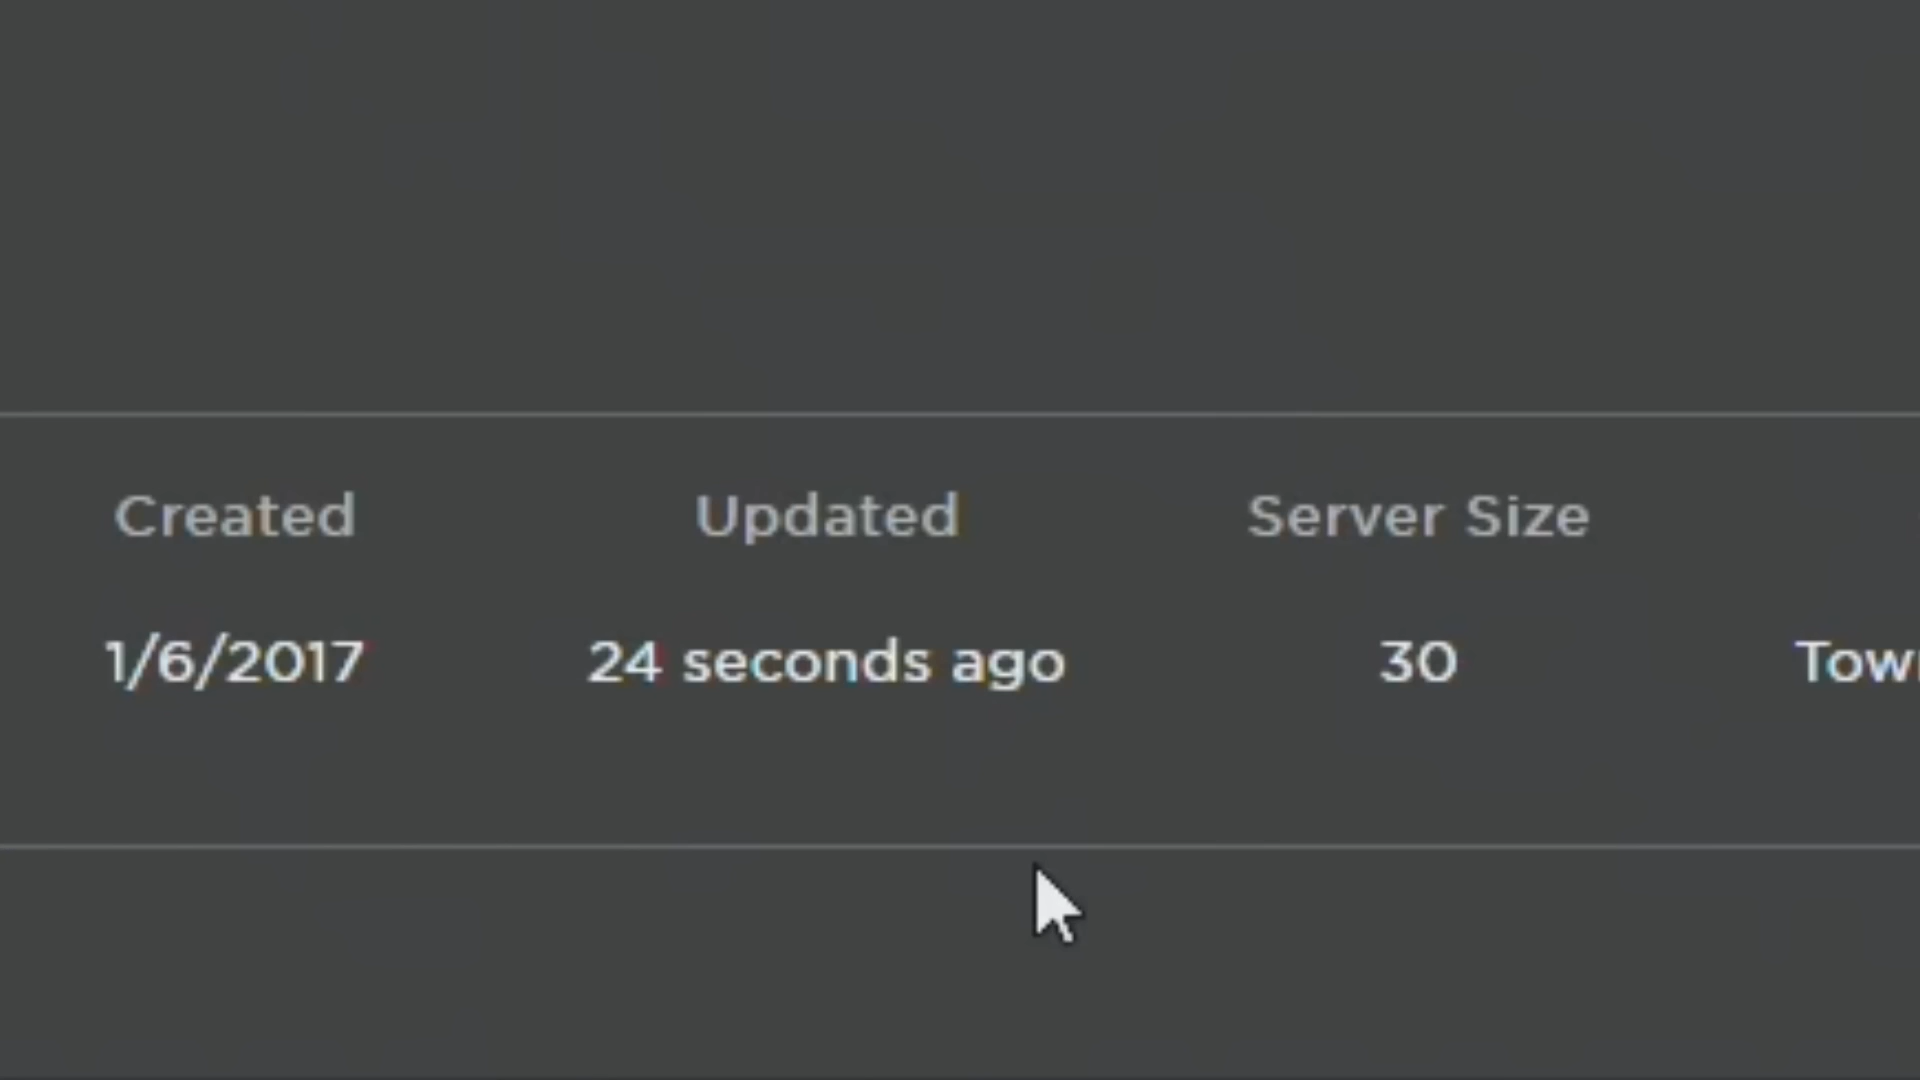 Created Updated Server Size
1/6/2017 24 seconds ago 30